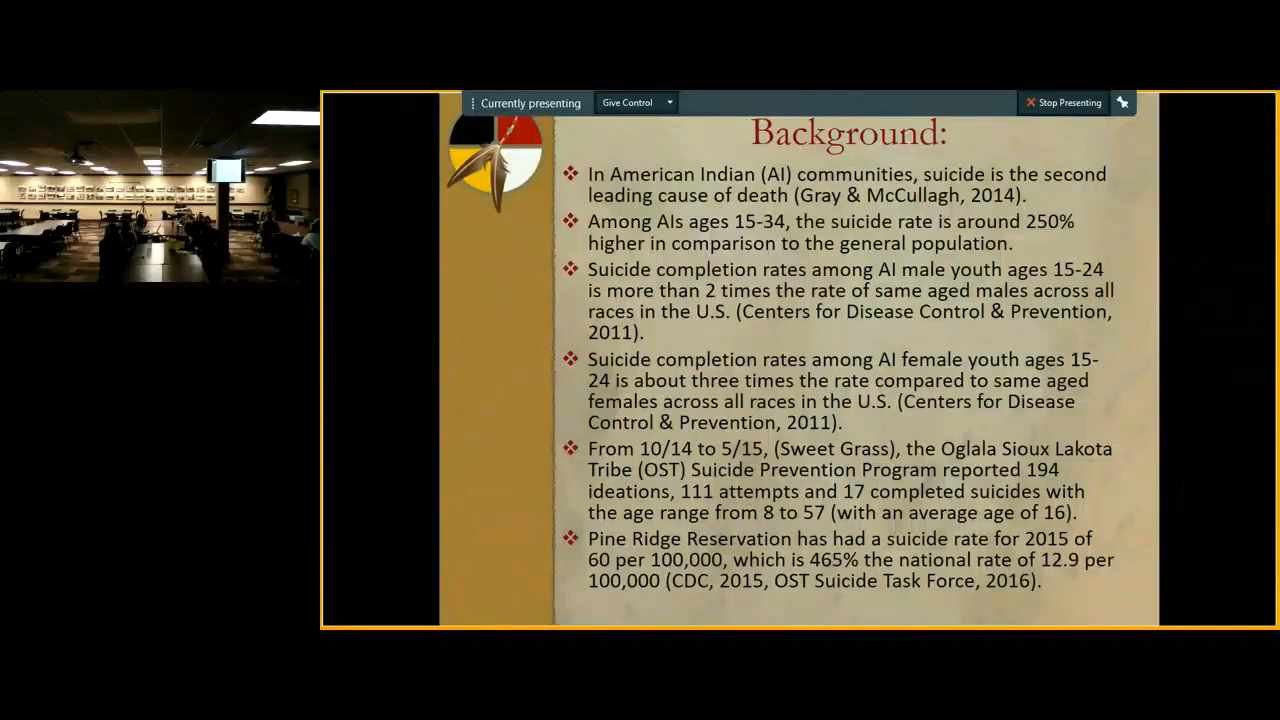 Currently presenting
Give Control
Stop Presenting
Background:
❖ In American Indian (AI) communities, suicide is the second
leading cause of death (Gray & McCullagh, 2014).
❖ Among AIs ages 15-34, the suicide rate is around 250%
higher in comparison to the general population.
❖ Suicide completion rates among AI male youth ages 15-24
is more than 2 times the rate of same aged males across all
races in the U.S. (Centers for Disease Control & Prevention,
2011).
❖ Suicide completion rates among AI female youth ages 15-
24 is about three times the rate compared to same aged
females across all races in the U.S. (Centers for Disease
Control & Prevention, 2011).
❖ From 10/14 to 5/15, (Sweet Grass), the Oglala Sioux Lakota
Tribe (OST) Suicide Prevention Program reported 194
ideations, 111 attempts and 17 completed suicides with
the age range from 8 to 57 (with an average age of 16).
❖ Pine Ridge Reservation has had a suicide rate for 2015 of
60 per 100,000, which is 465% the national rate of 12.9 per
100,000 (CDC, 2015, OST Suicide Task Force, 2016).